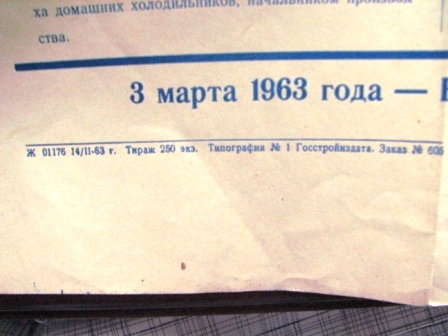 ха домашних холодильников, начальником производ
ства.
3 марта 1963 года —
Ж 01176 14/II-63 г. Тираж 250 экз. Типография № 1 Госстройиздата. Заказ № 606